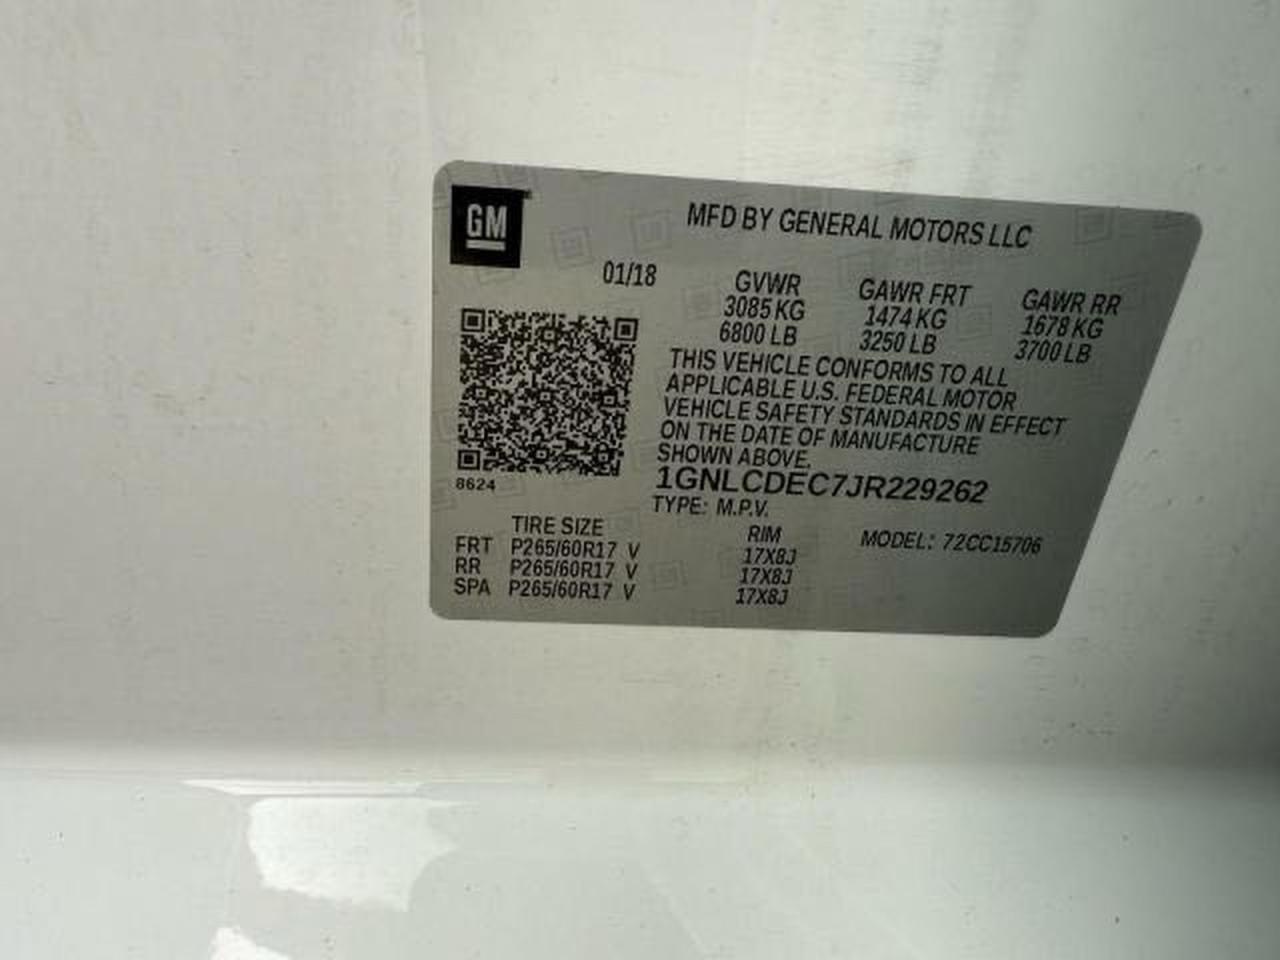 GM
MFD BY GENERAL MOTORS LLC
01/18 GVWR GAWR FRT GAWR RR
3085 KG 1474 KG 1678 KG
6800 LB 3250 LB 3700 LB
THIS VEHICLE CONFORMS TO ALL
APPLICABLE U.S. FEDERAL MOTOR
VEHICLE SAFETY STANDARDS IN EFFECT
ON THE DATE OF MANUFACTURE
SHOWN ABOVE.
8624
1GNLCDEC7JR229262
TYPE: M.P.V.
TIRE SIZE RIM MODEL: 72CC15706
FRT P265/60R17 V 17X8J
RR P265/60R17 V 17X8J
SPA P265/60R17 V 17X8J